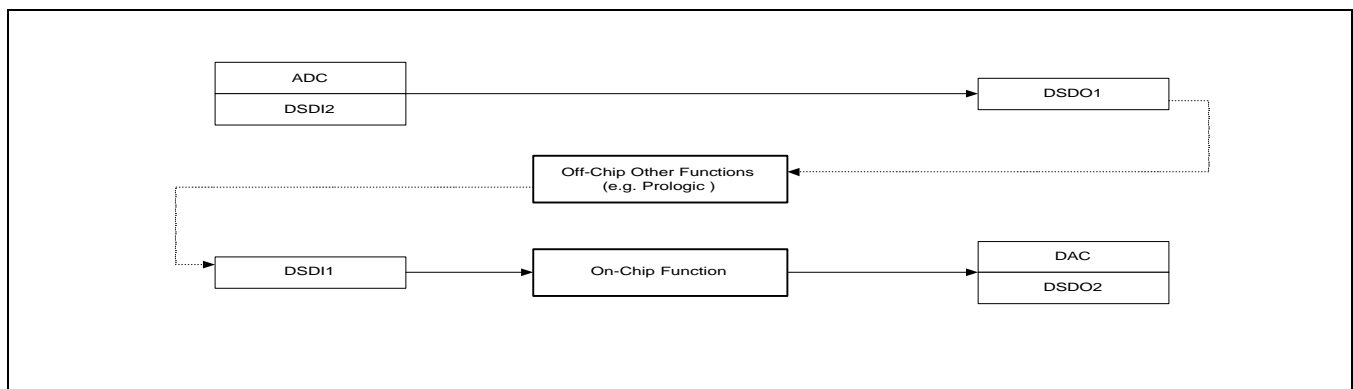 ADC
DSDI2
DSDO1
Off-Chip Other Functions
(e.g. Prologic )
DSDI1
On-Chip Function
DAC
DSDO2